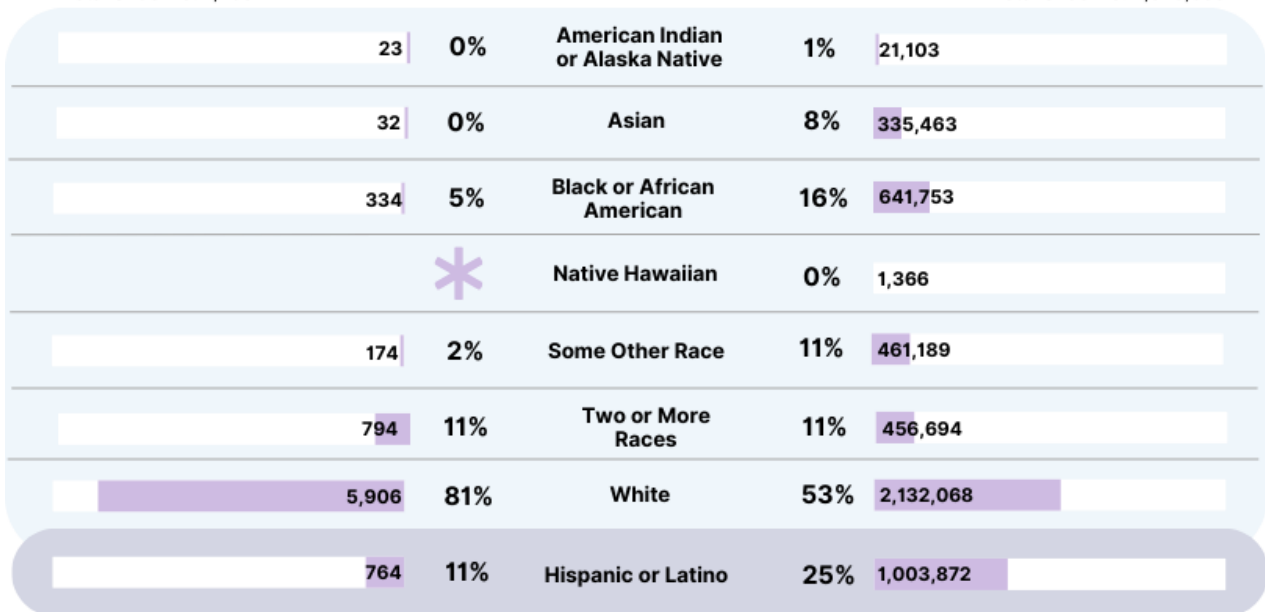 23 0% American Indian or Alaska Native 1% 21,103
32 0% Asian 8% 335,463
334 5% Black or African American 16% 641,753
* Native Hawaiian 0% 1,366
174 2% Some Other Race 11% 461,189
794 11% Two or More Races 11% 456,694
5,906 81% White 53% 2,132,068
764 11% Hispanic or Latino 25% 1,003,872